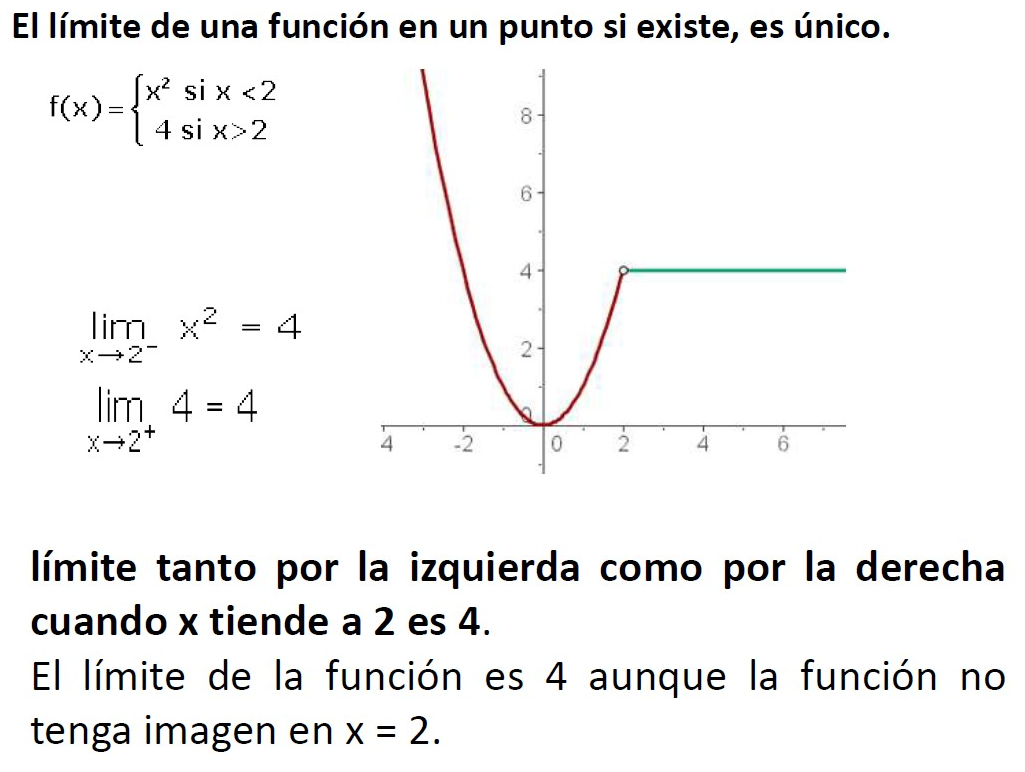 El límite de una función en un punto si existe, es único.
f(x)={x² si x <2
4 si x>2
lim x² = 4
x→2⁻
lim 4 = 4
x→2⁺
8
6
4
2
0
4 -2 0 2 4 6
límite tanto por la izquierda como por la derecha
cuando x tiende a 2 es 4.
El límite de la función es 4 aunque la función no
tenga imagen en x = 2.